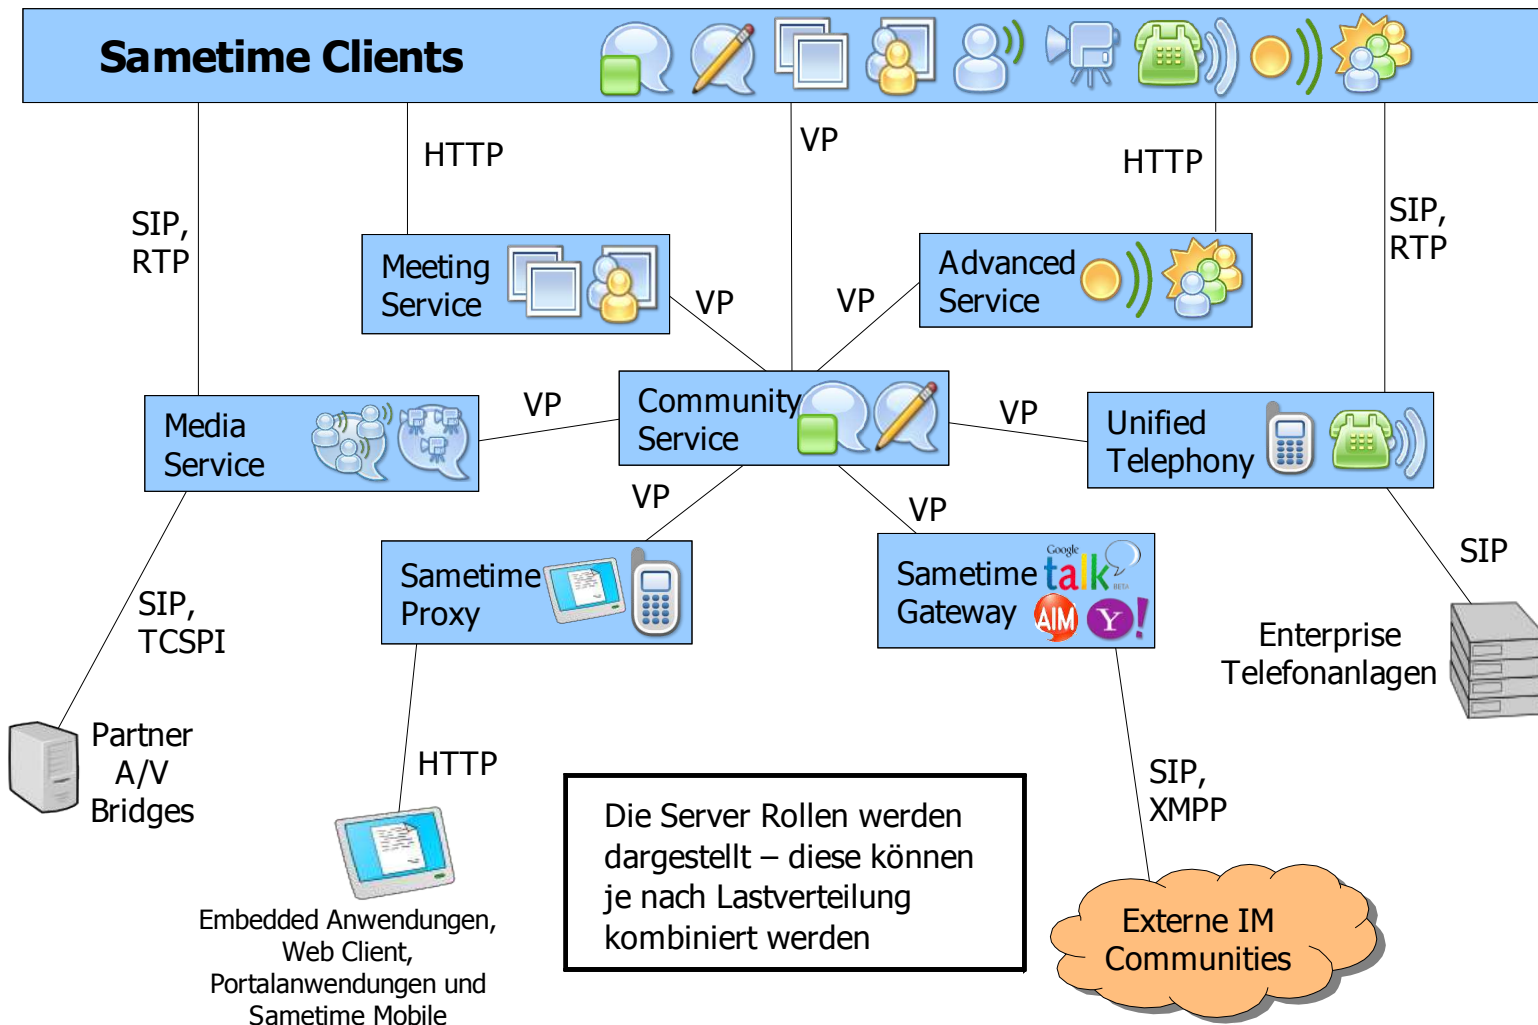 Sametime Clients
HTTP
VP
HTTP
SIP,
RTP
SIP,
RTP
Meeting
Service
Advanced
Service
VP
VP
Media
Service
VP
Community
Service
VP
Unified
Telephony
VP
VP
Sametime
Proxy
Sametime
Gateway
Google
talk
BETA
AIM
Y!
SIP
SIP,
TCSPI
Enterprise
Telefonanlagen
Partner
A/V
Bridges
HTTP
SIP,
XMPP
Die Server Rollen werden
dargestellt – diese können
je nach Lastverteilung
kombiniert werden
Embedded Anwendungen,
Web Client,
Portalanwendungen und
Sametime Mobile
Externe IM
Communities